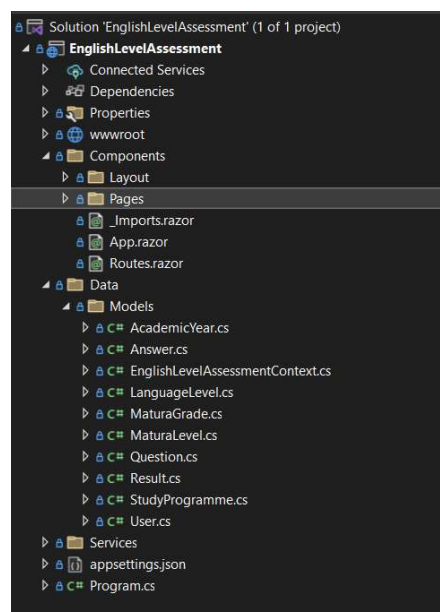 Solution 'EnglishLevelAssessment' (1 of 1 project)
EnglishLevelAssessment
Connected Services
Dependencies
Properties
wwwroot
Components
Layout
Pages
_Imports.razor
App.razor
Routes.razor
Data
Models
C# AcademicYear.cs
C# Answer.cs
C# EnglishLevelAssessmentContext.cs
C# LanguageLevel.cs
C# MaturaGrade.cs
C# MaturaLevel.cs
C# Question.cs
C# Result.cs
C# StudyProgramme.cs
C# User.cs
Services
appsettings.json
C# Program.cs